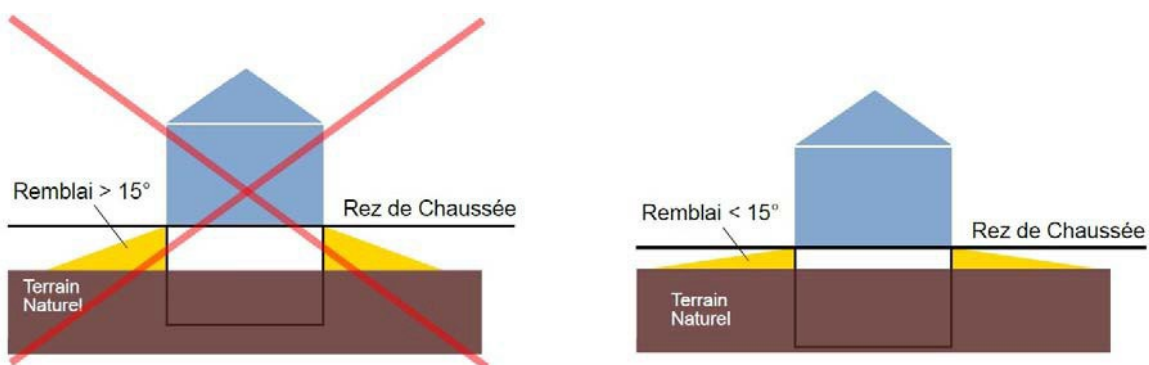 Remblai > 15°
Rez de Chaussée
Terrain
Naturel
Remblai < 15°
Rez de Chaussée
Terrain
Naturel